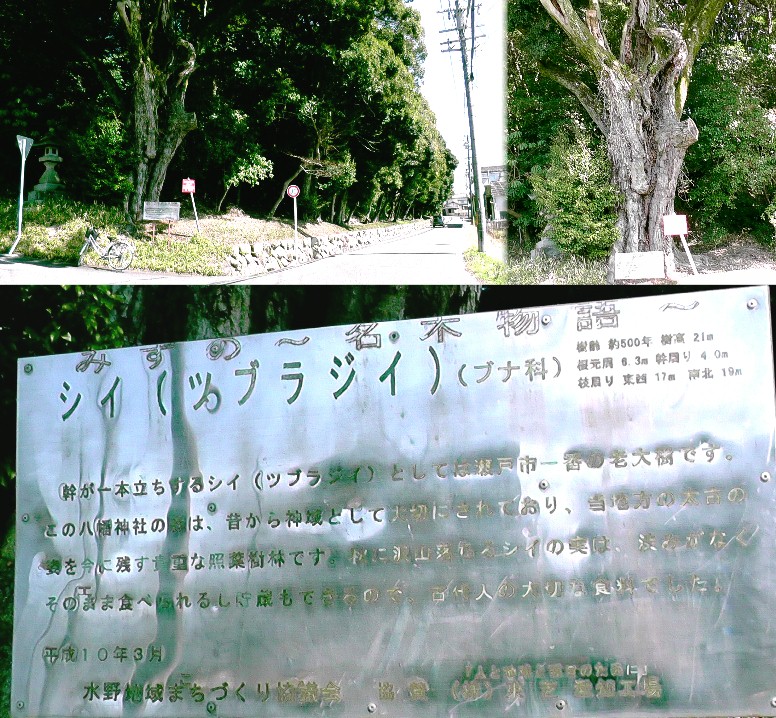 みずの～名木物語～
シイ（ツブラジイ）（ブナ科）
樹齢 約500年 樹高 21m
根元周 6.3m 幹周り 4.0m
枝周り 東西 17m 南北 19m
幹が一本立ちするシイ（ツブラジイ）としては瀬戸市一番の老大樹です。
この八幡神社の森は、昔から神域として大切にされており、当地方の太古の
姿を今に残す貴重な照葉樹林です。秋に沢山落ちるシイの実は、渋みがなく
そのまま食べられるし貯蔵もできるので、古代人の大切な食料でした。
平成１０年３月
水野地域まちづくり協議会 協